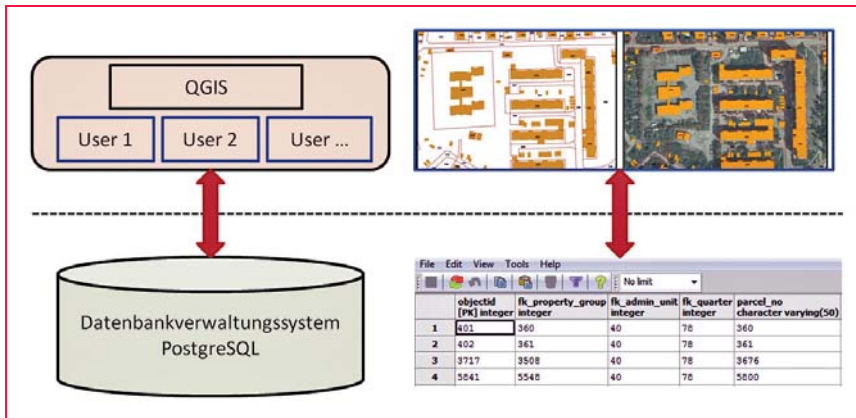 QGIS
User 1 User 2 User ...
Datenbankverwaltungssystem
PostgreSQL
File Edit View Tools Help
No limit
objectid fk_property_group fk_admin_unit fk_quarter parcel_no
[PK] integer integer integer integer character varying(50)
1 401 360 40 78 360
2 402 361 40 78 361
3 3717 3508 40 78 3676
4 5841 5548 40 78 5800